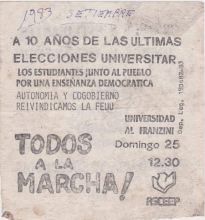 1983 SETIEMBRE
A 10 AÑOS DE LAS ÚLTIMAS
ELECCIONES UNIVERSITAR
LOS ESTUDIANTES JUNTO AL PUEBLO
POR UNA ENSEÑANZA DEMOCRATICA
AUTONOMIA Y COGOBIERNO
REIVINDICAMOS LA FEUU
UNIVERSIDAD
AL FRANZINI
Domingo 25
12.30
TODOS
A LA
MARCHA!
ASCEEP